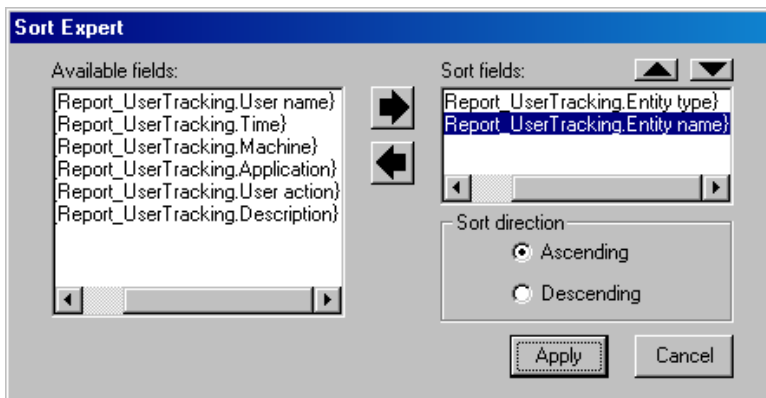 Sort Expert
Available fields:
Report_UserTracking.User name}
Report_UserTracking.Time}
Report_UserTracking.Machine}
Report_UserTracking.Application}
Report_UserTracking.User action}
Report_UserTracking.Description}
Sort fields:
Report_UserTracking.Entity type}
Report_UserTracking.Entity name}
Sort direction
Ascending
Descending
Apply
Cancel